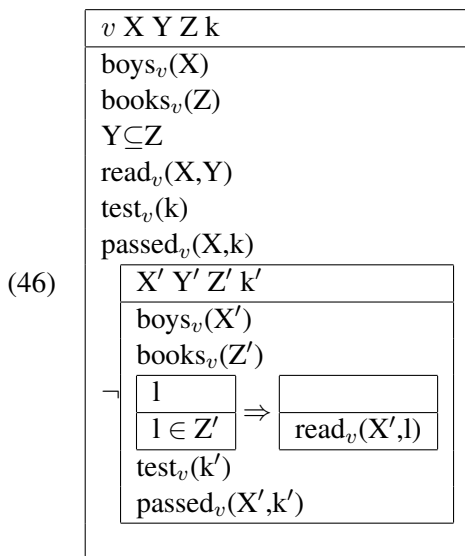 v X Y Z k
boys_v(X)
books_v(Z)
Y⊆Z
read_v(X,Y)
test_v(k)
passed_v(X,k)
(46)
X′ Y′ Z′ k′
boys_v(X′)
books_v(Z′)
¬
l
l ∈ Z′ ⇒ read_v(X′,l)
test_v(k′)
passed_v(X′,k′)